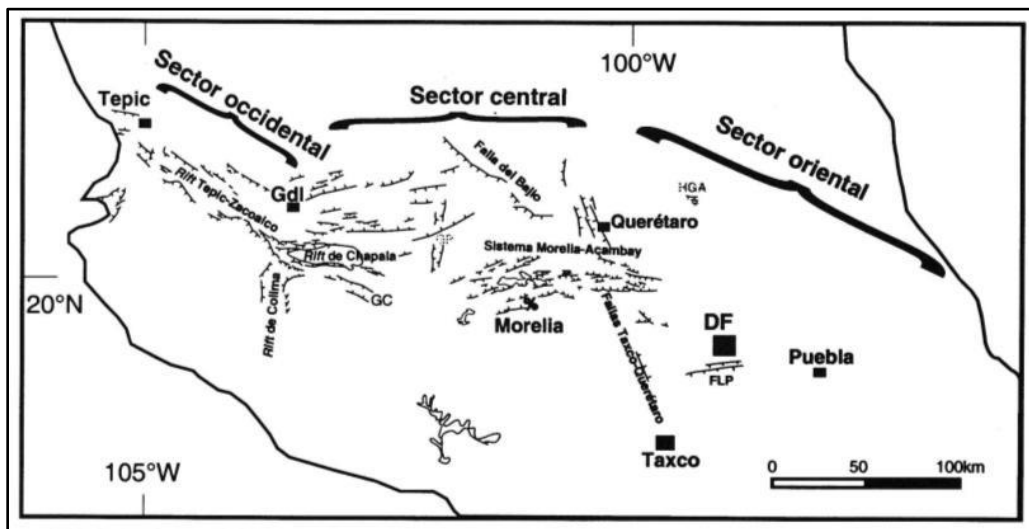 100°W
Sector occidental
Sector central
Sector oriental
Tepic
Falla del Bajío
HGA
Gdl
Rift Tepic-Zacoalco
Querétaro
Sistema Morelia-Acambay
Rift de Chapala
20°N
GC
Rift de Colima
Morelia
Fallas Taxco-Querétaro
DF
Puebla
FLP
Taxco
105°W
0 50 100km